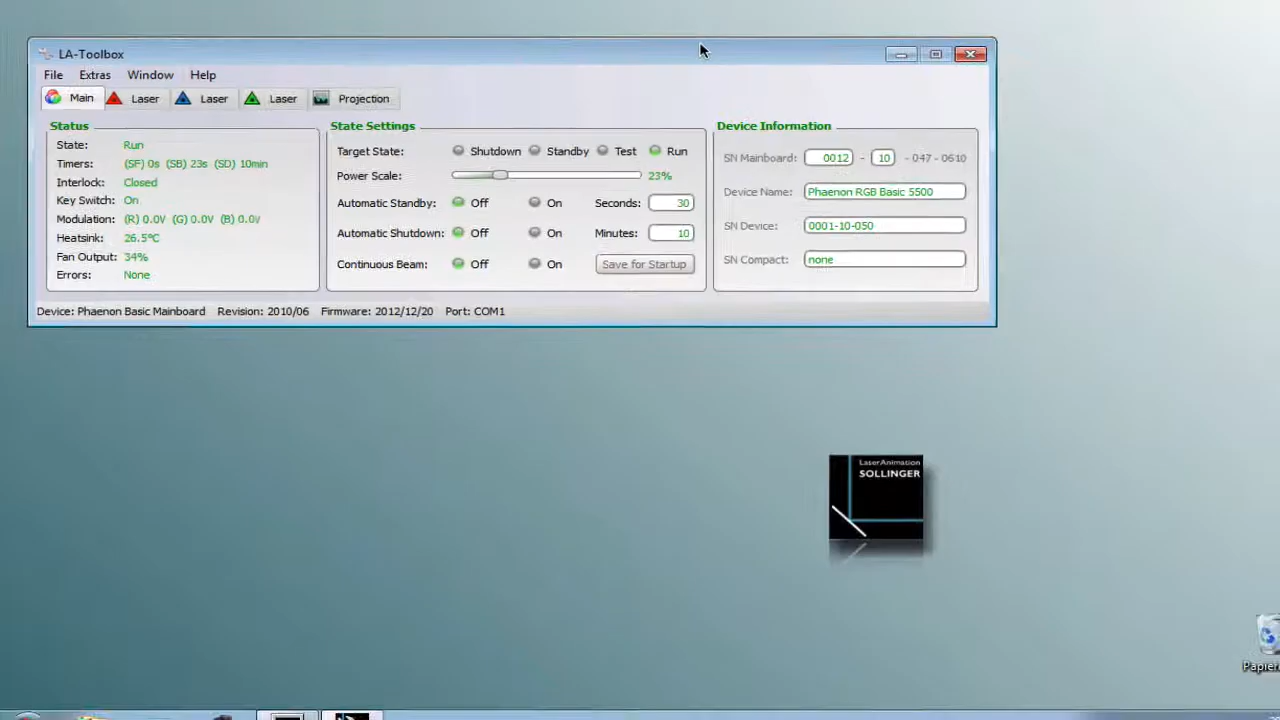 LA-Toolbox
File Extras Window Help
Main Laser Laser Laser Projection
Status
State: Run
Timers: (SF) 0s (SB) 23s (SD) 10min
Interlock: Closed
Key Switch: On
Modulation: (R) 0.0V (G) 0.0V (B) 0.0V
Heatsink: 26.5°C
Fan Output: 34%
Errors: None
State Settings
Target State: Shutdown Standby Test Run
Power Scale: 23%
Automatic Standby: Off On Seconds: 30
Automatic Shutdown: Off On Minutes: 10
Continuous Beam: Off On Save for Startup
Device Information
SN Mainboard: 0012 - 10 - 047 - 0610
Device Name: Phaenon RGB Basic 5500
SN Device: 0001-10-050
SN Compact: none
Device: Phaenon Basic Mainboard Revision: 2010/06 Firmware: 2012/12/20 Port: COM1
LaserAnimation
SOLLINGER
Papier